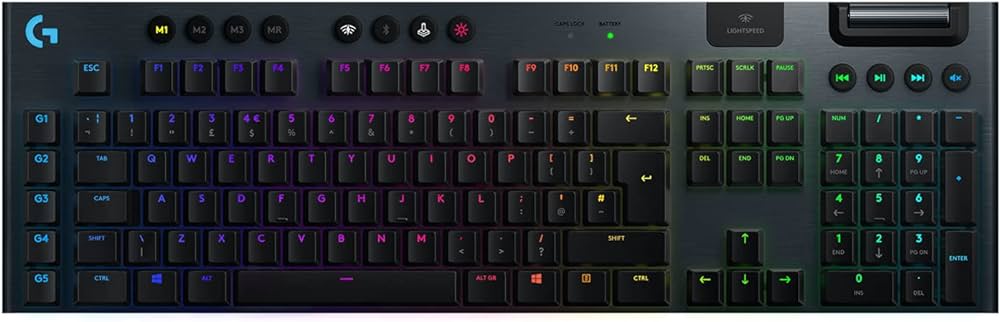 G M1 M2 M3 MR CAPS LOCK BATTERY LIGHTSPEED
ESC F1 F2 F3 F4 F5 F6 F7 F8 F9 F10 F11 F12 PRTSC SCRLK PAUSE
G1 ` ¦ ¬ 1 ! 2 " 3 £ 4 € $ 5 % 6 ^ 7 & 8 * 9 ( 0 ) - _ = + ← INS HOME PG UP NUM / * -
G2 TAB Q W E R T Y U I O P [ { ] } ↵ DEL END PG DN 7 HOME 8 ↑ 9 PG UP +
G3 CAPS A S D F G H J K L ; : ' @ # ~ 4 ← 5 6 →
G4 SHIFT \ | Z X C V B N M , < . > / ? SHIFT ↑ 1 END 2 ↓ 3 PG DN ENTER
G5 CTRL ALT ALT GR CTRL ← ↓ → 0 INS . DEL